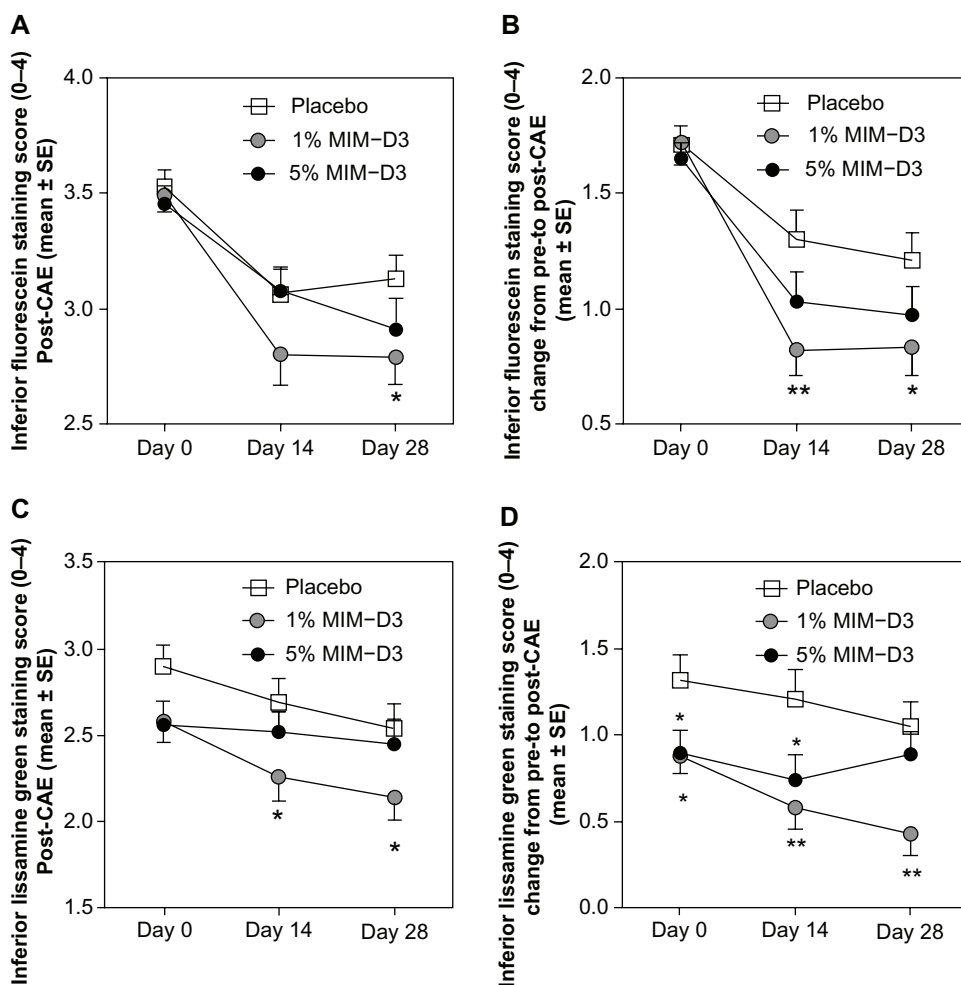 A
Inferior fluorescein staining score (0–4)
Post-CAE (mean ± SE)
4.0
3.5
3.0
2.5
Placebo
1% MIM–D3
5% MIM–D3
*
Day 0 Day 14 Day 28
B
Inferior fluorescein staining score (0–4)
change from pre-to post-CAE
(mean ± SE)
2.0
1.5
1.0
0.5
Placebo
1% MIM–D3
5% MIM–D3
** *
Day 0 Day 14 Day 28
C
Inferior lissamine green staining score (0–4)
Post-CAE (mean ± SE)
3.5
3.0
2.5
2.0
1.5
Placebo
1% MIM–D3
5% MIM–D3
*
*
Day 0 Day 14 Day 28
D
Inferior lissamine green staining score (0–4)
change from pre-to post-CAE
(mean ± SE)
2.0
1.5
1.0
0.5
0.0
Placebo
1% MIM–D3
5% MIM–D3
*
*
*
**
**
Day 0 Day 14 Day 28